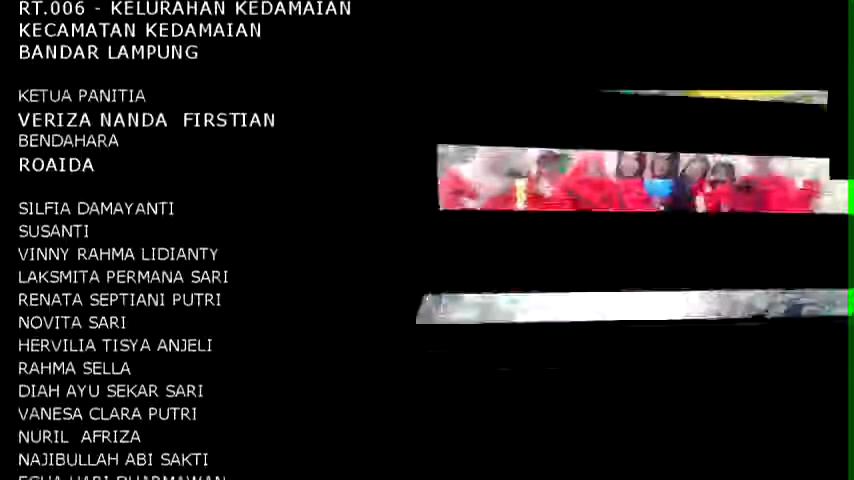 RT.006 - KELURAHAN KEDAMAIAN
KECAMATAN KEDAMAIAN
BANDAR LAMPUNG
KETUA PANITIA
VERIZA NANDA FIRSTIAN
BENDAHARA
ROAIDA
SILFIA DAMAYANTI
SUSANTI
VINNY RAHMA LIDIANTY
LAKSMITA PERMANA SARI
RENATA SEPTIANI PUTRI
NOVITA SARI
HERVILIA TISYA ANJELI
RAHMA SELLA
DIAH AYU SEKAR SARI
VANESA CLARA PUTRI
NURIL AFRIZA
NAJIBULLAH ABI SAKTI